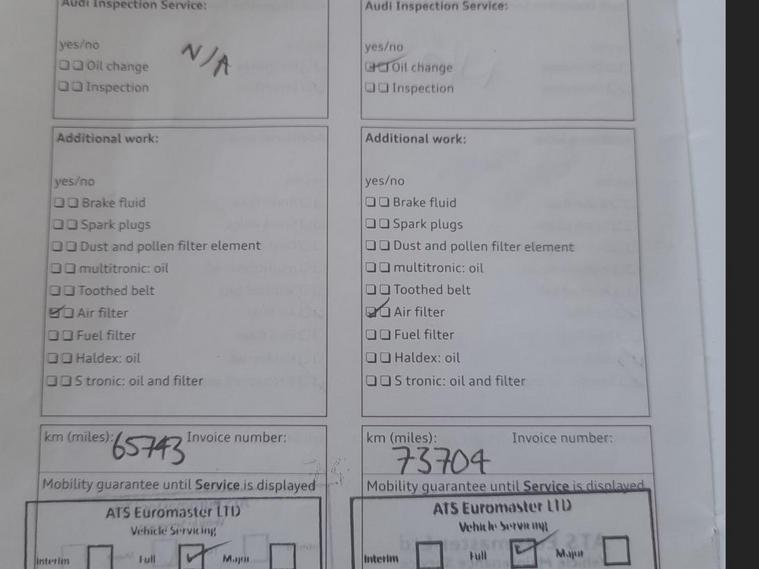 Audi Inspection Service:
yes/no
N/A
Oil change
Inspection
Additional work:
yes/no
Brake fluid
Spark plugs
Dust and pollen filter element
multitronic: oil
Toothed belt
Air filter
Fuel filter
Haldex: oil
S tronic: oil and filter
km (miles): 65743 Invoice number:
Mobility guarantee until Service is displayed
ATS Euromaster LTD
Vehicle Servicing
Interim Full Major
Audi Inspection Service:
yes/no
Oil change
Inspection
Additional work:
yes/no
Brake fluid
Spark plugs
Dust and pollen filter element
multitronic: oil
Toothed belt
Air filter
Fuel filter
Haldex: oil
S tronic: oil and filter
km (miles): Invoice number:
73704
Mobility guarantee until Service is displayed
ATS Euromaster LTD
Vehicle Servicing
Interim Full Major